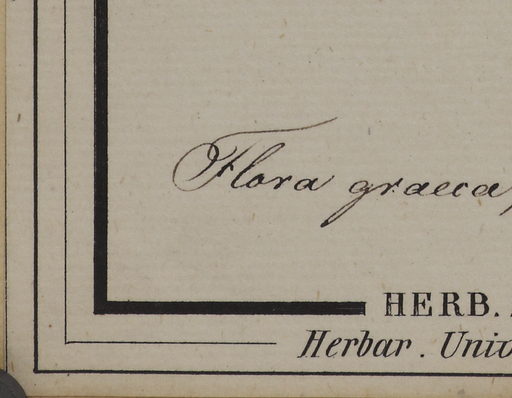 Flora graeca,
HERB.
Herbar. Univ